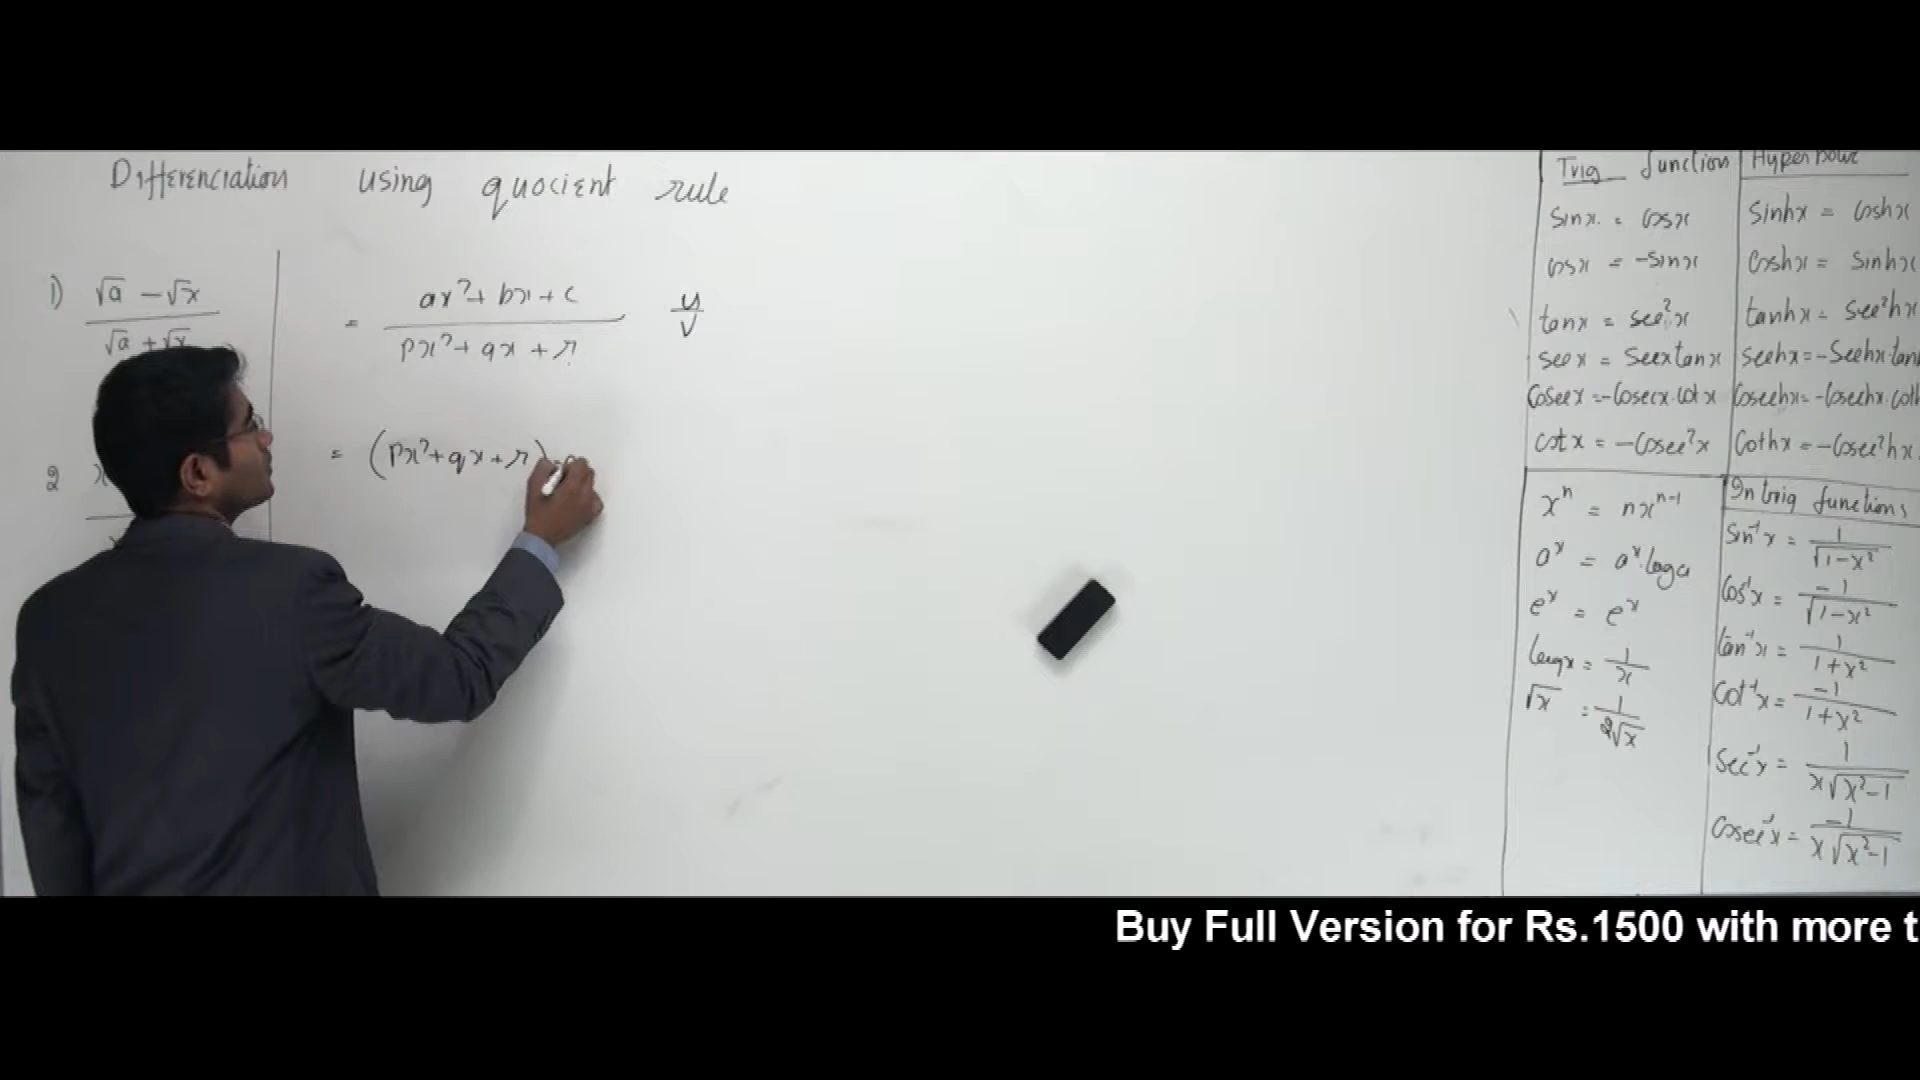 Differenciation using quocient rule
1) √a - √x
√a + √x
= ax² + bx + c
px² + qx + r
u
v
2
= (px² + qx + r)
Trig function
sinx = cosx
cosx = -sinx
tanx = sec²x
secx = secxtanx
Cosecx = -Cosecx.cotx
cotx = -Cosec²x
Hyperbolic
sinhx = coshx
Coshx = sinhx
tanhx = sec²hx
sechx = -sechx.tan
Cosechx = -Cosechx.coth
Cothx = -Cosec²hx
xⁿ = nxⁿ⁻¹
aˣ = aˣ.loga
eˣ = eˣ
logx = 1/x
√x = 1/2√x
In trig functions
Sin⁻¹x = 1/√1-x²
Cos⁻¹x = -1/√1-x²
tan⁻¹x = 1/1+x²
Cot⁻¹x = -1/1+x²
Sec⁻¹x = 1/x√x²-1
Cosec⁻¹x = -1/x√x²-1
Buy Full Version for Rs.1500 with more t